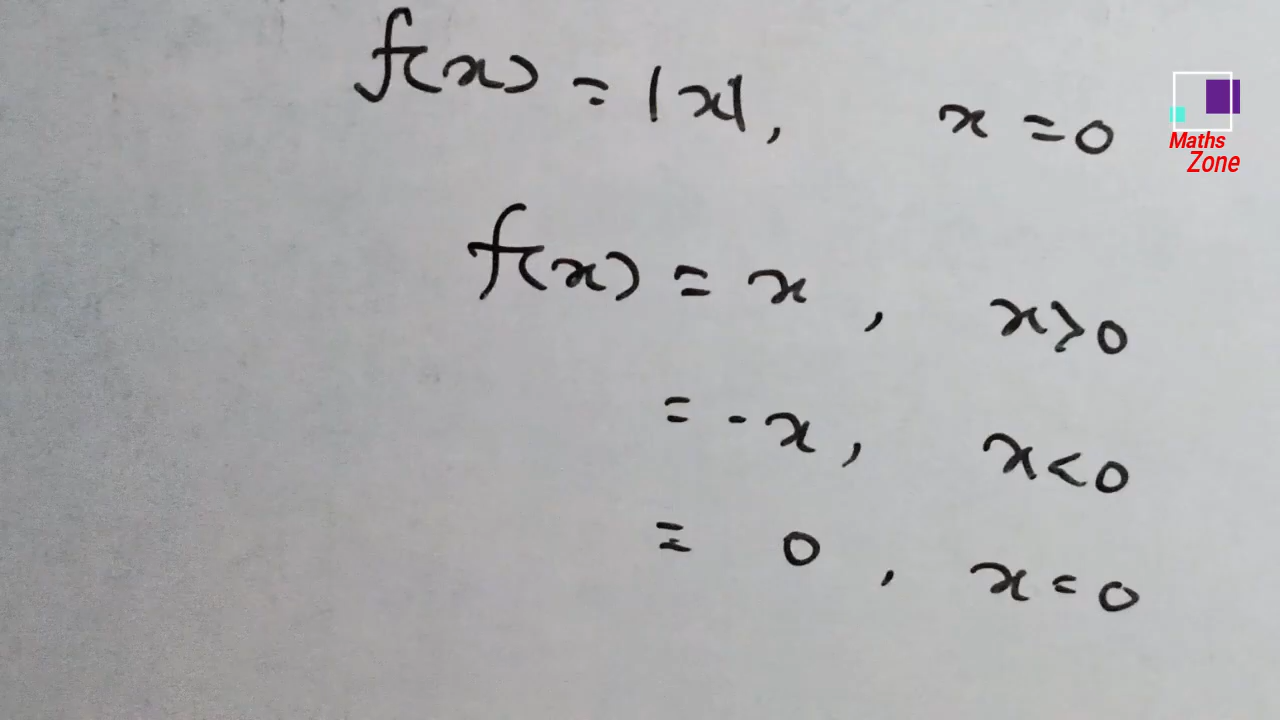 f(x) = |x|, x = 0
Maths
Zone
f(x) = x , x > 0
= - x , x < 0
= 0 , x = 0